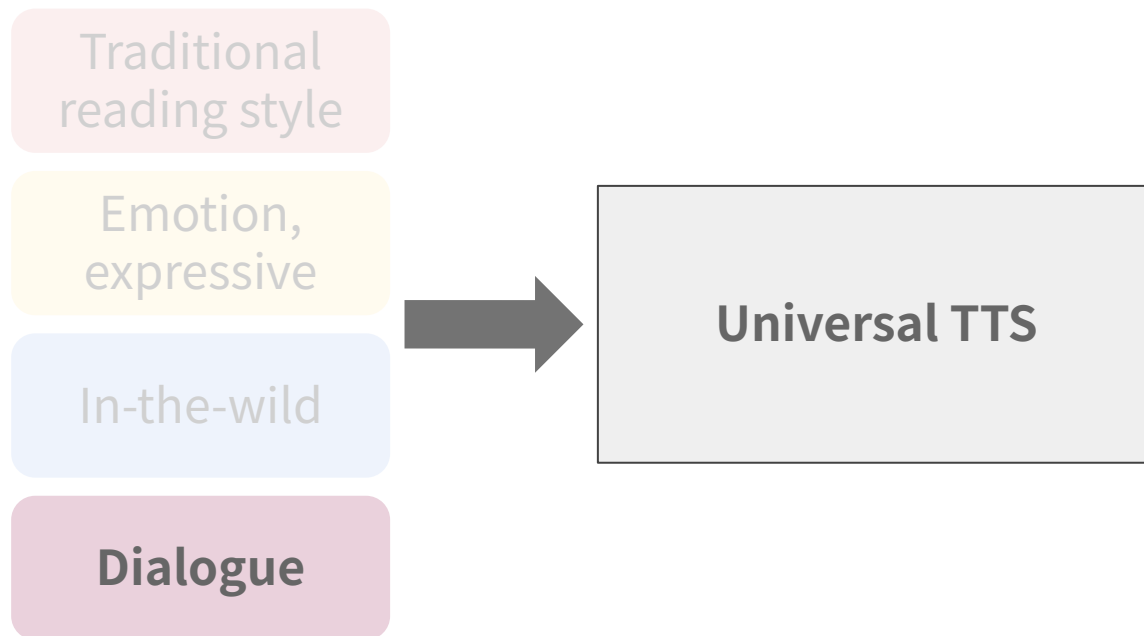 Traditional
reading style
Emotion,
expressive
In-the-wild
Dialogue
Universal TTS